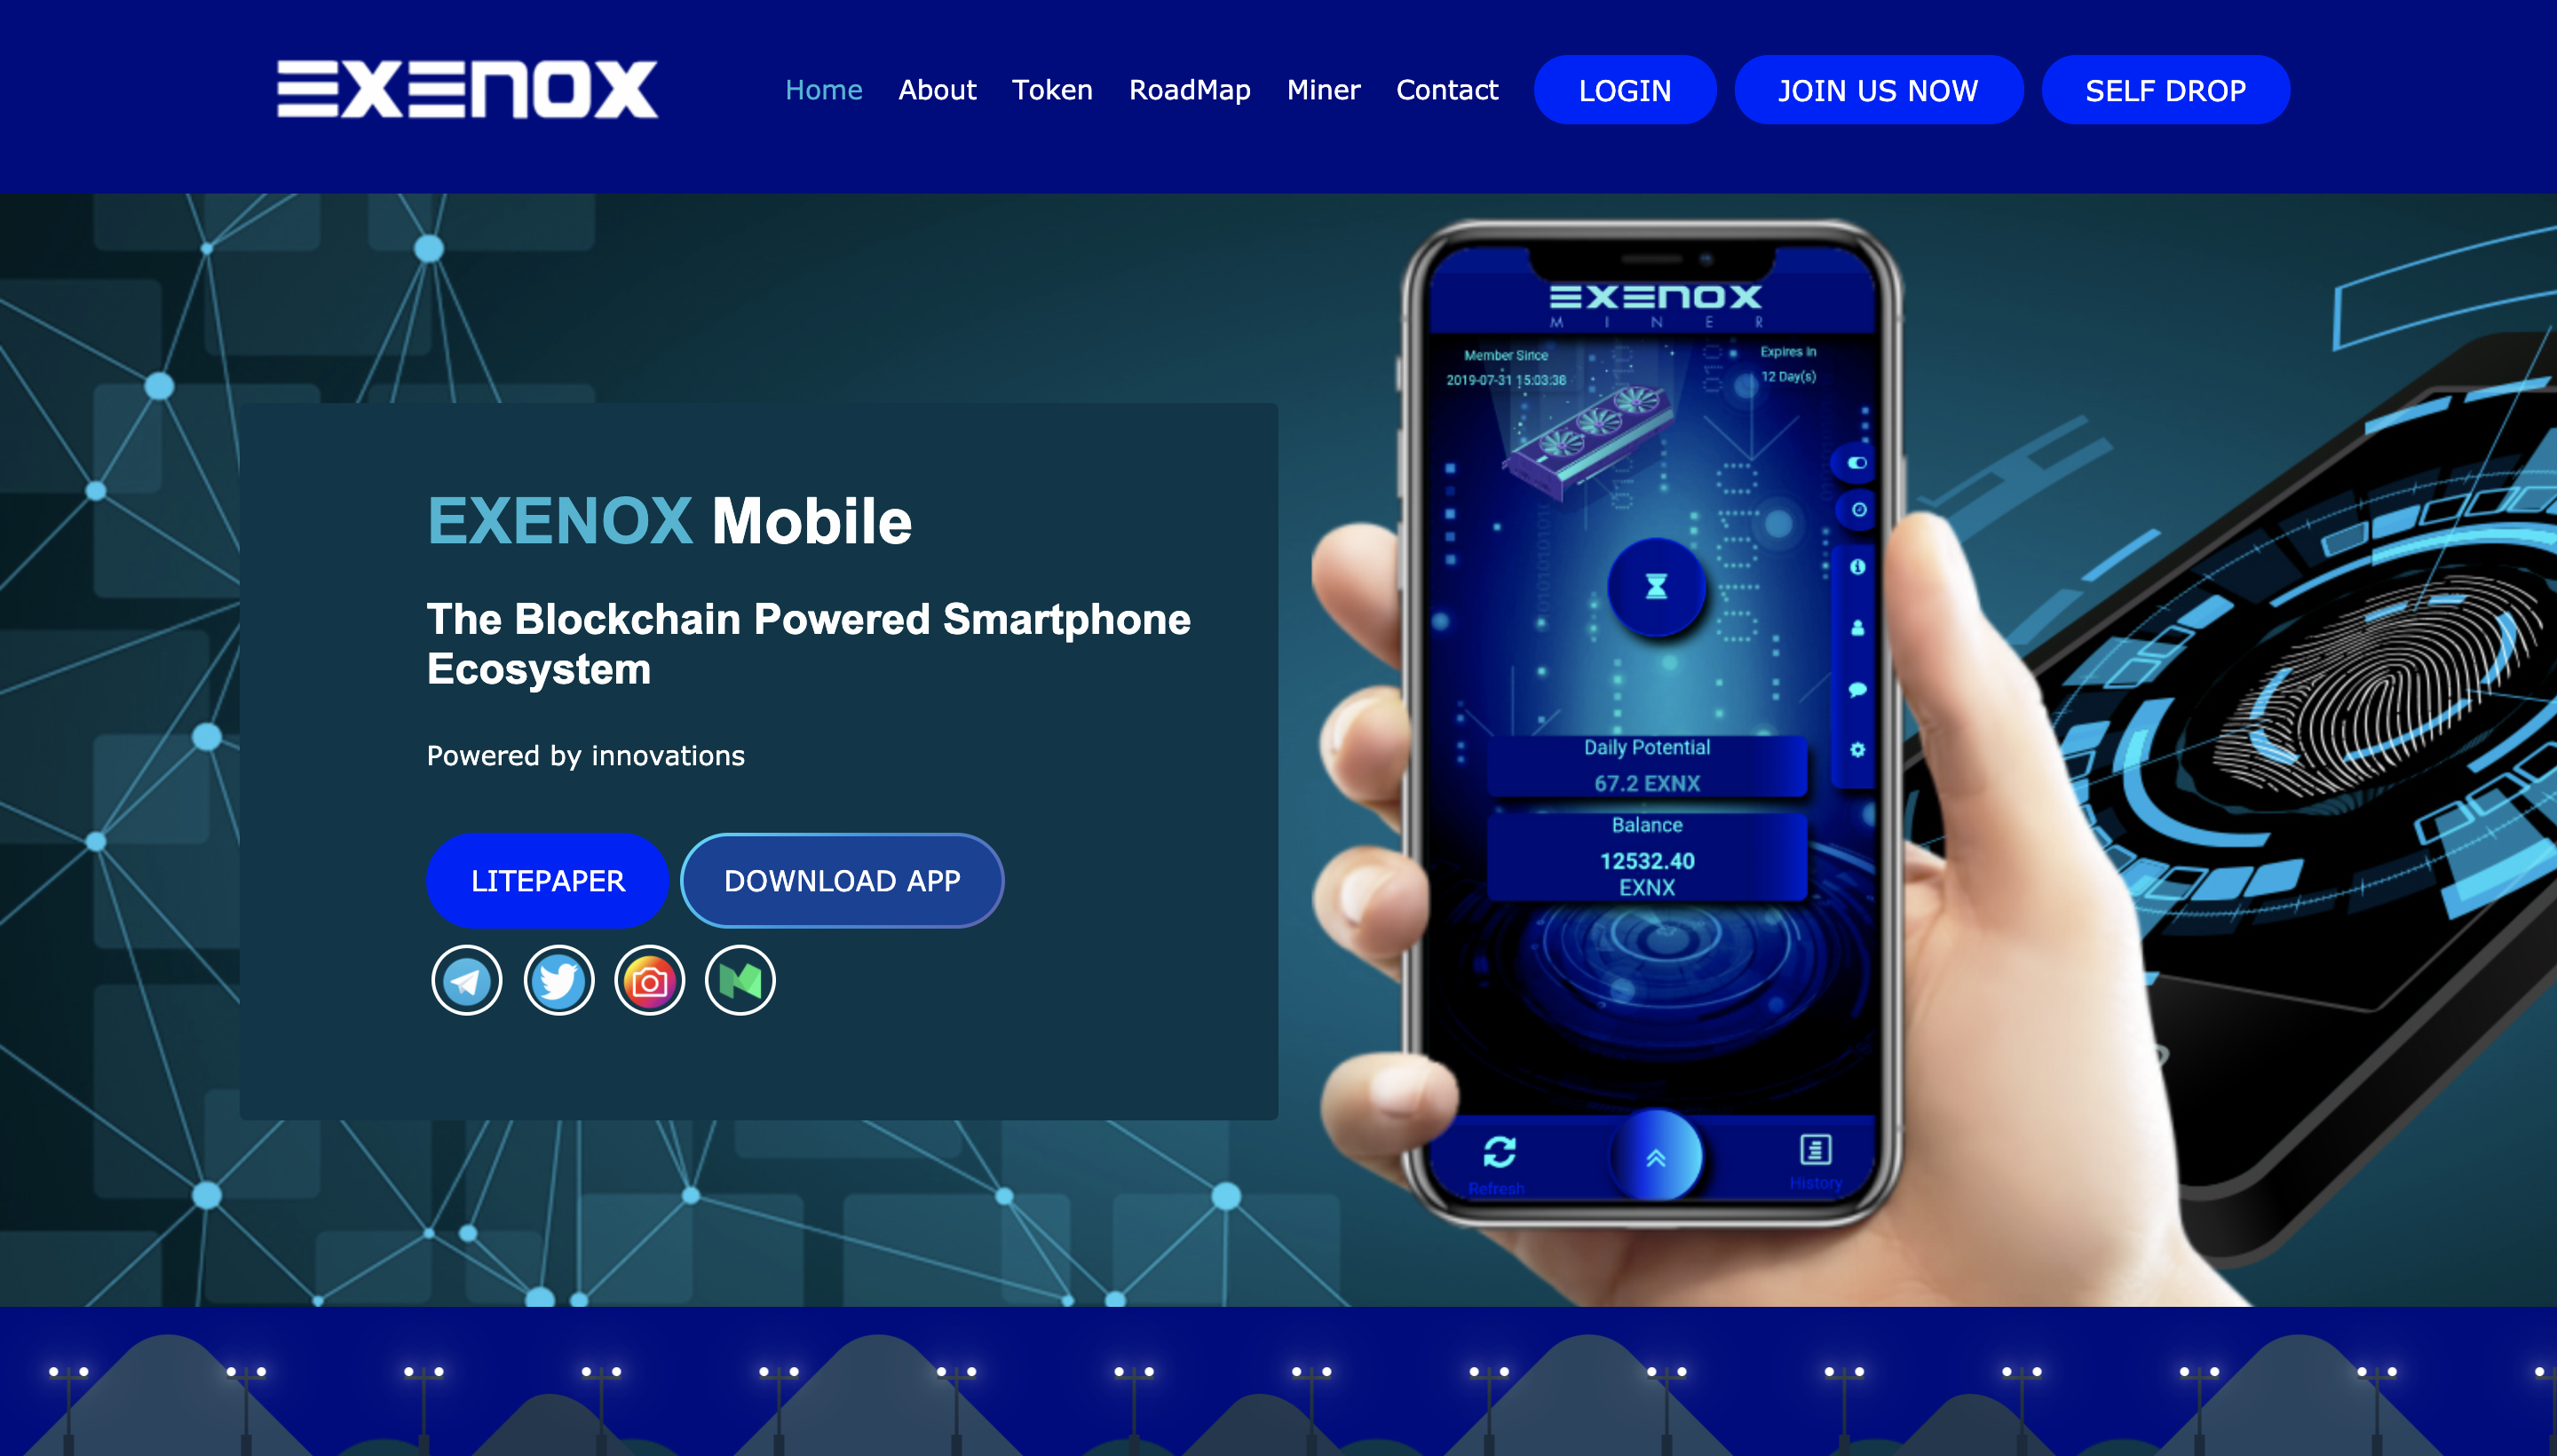 EXENOX
Home About Token RoadMap Miner Contact LOGIN JOIN US NOW SELF DROP
EXENOX Mobile
The Blockchain Powered Smartphone
Ecosystem
Powered by innovations
LITEPAPER DOWNLOAD APP
EXENOX
MINER
Member Since
2019-07-31 15:03:38
Expires In
12 Day(s)
Daily Potential
67.2 EXNX
Balance
12532.40
EXNX
Refresh
History